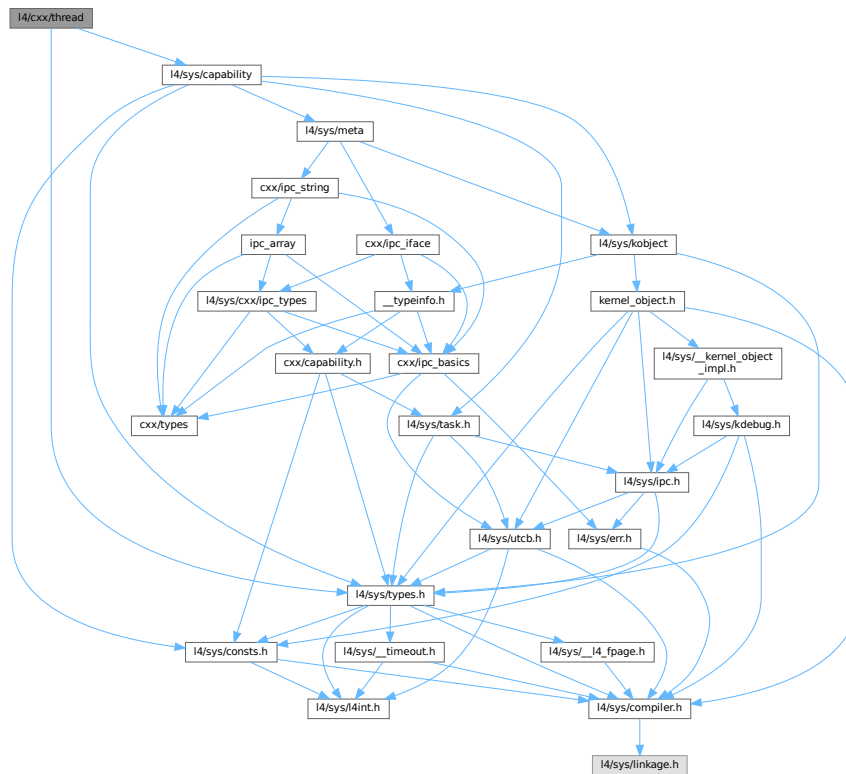 l4/cxx/thread
l4/sys/capability
l4/sys/meta
cxx/ipc_string
ipc_array
cxx/ipc_iface
l4/sys/kobject
l4/sys/cxx/ipc_types
__typeinfo.h
kernel_object.h
cxx/capability.h
cxx/ipc_basics
l4/sys/__kernel_object
_impl.h
cxx/types
l4/sys/task.h
l4/sys/kdebug.h
l4/sys/ipc.h
l4/sys/utcb.h
l4/sys/err.h
l4/sys/types.h
l4/sys/consts.h
l4/sys/__timeout.h
l4/sys/__l4_fpage.h
l4/sys/l4int.h
l4/sys/compiler.h
l4/sys/linkage.h